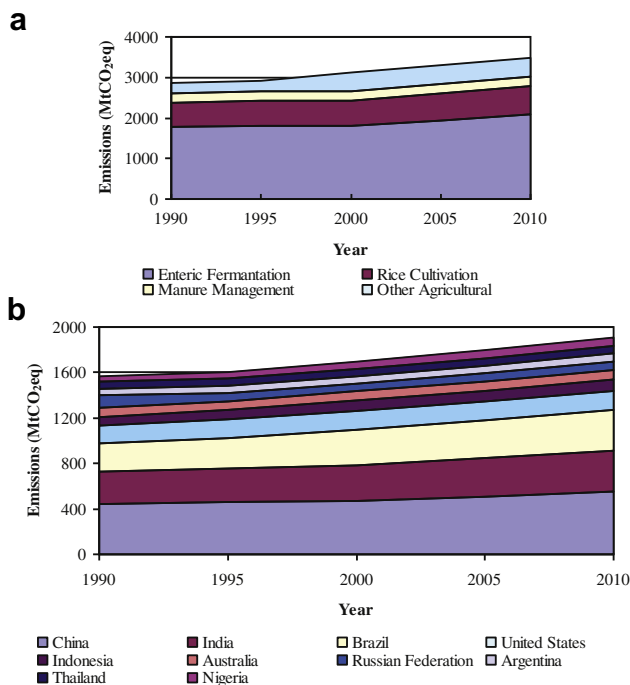 a
4000
3000
2000
1000
0
Emissions (MtCO2eq)
1990 1995 2000 2005 2010
Year
Enteric Fermantation Rice Cultivation
Manure Management Other Agricultural
b
2000
1600
1200
800
400
0
Emissions (MtCO2eq)
1990 1995 2000 2005 2010
Year
China India Brazil United States
Indonesia Australia Russian Federation Argentina
Thailand Nigeria